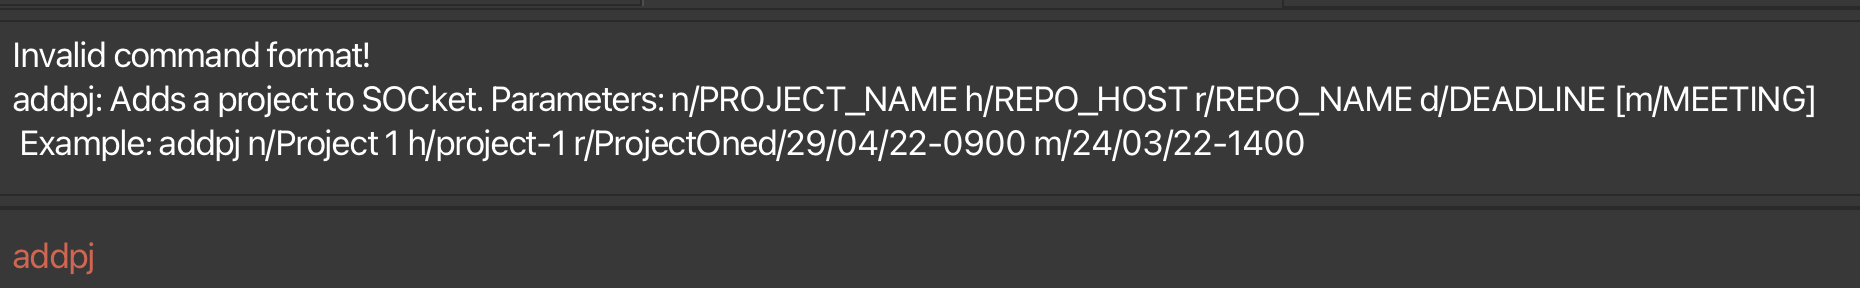 Invalid command format!
addpj: Adds a project to SOCket. Parameters: n/PROJECT_NAME h/REPO_HOST r/REPO_NAME d/DEADLINE [m/MEETING]
Example: addpj n/Project 1 h/project-1 r/ProjectOned/29/04/22-0900 m/24/03/22-1400
addpj